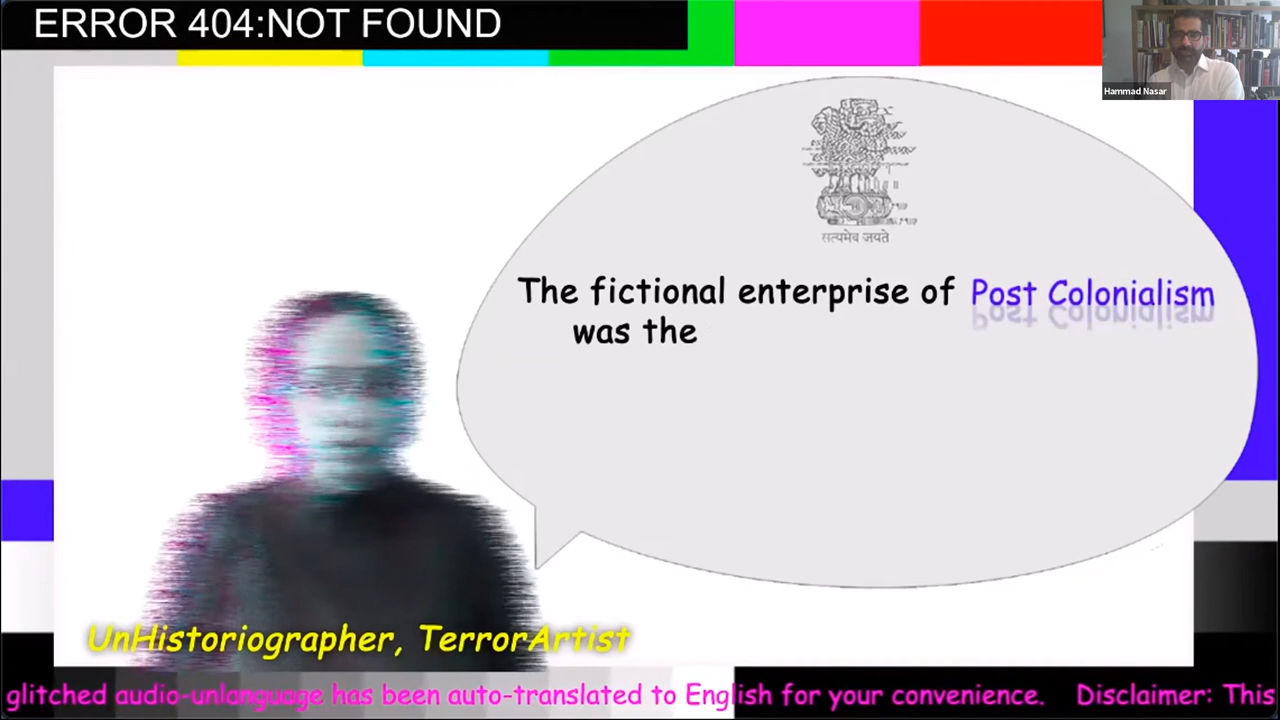 ERROR 404:NOT FOUND
Hammad Nasar
सत्यमेव जयते
The fictional enterprise of Post Colonialism
was the
UnHistoriographer, TerrorArtist
glitched audio-unlanguage has been auto-translated to English for your convenience. Disclaimer: This